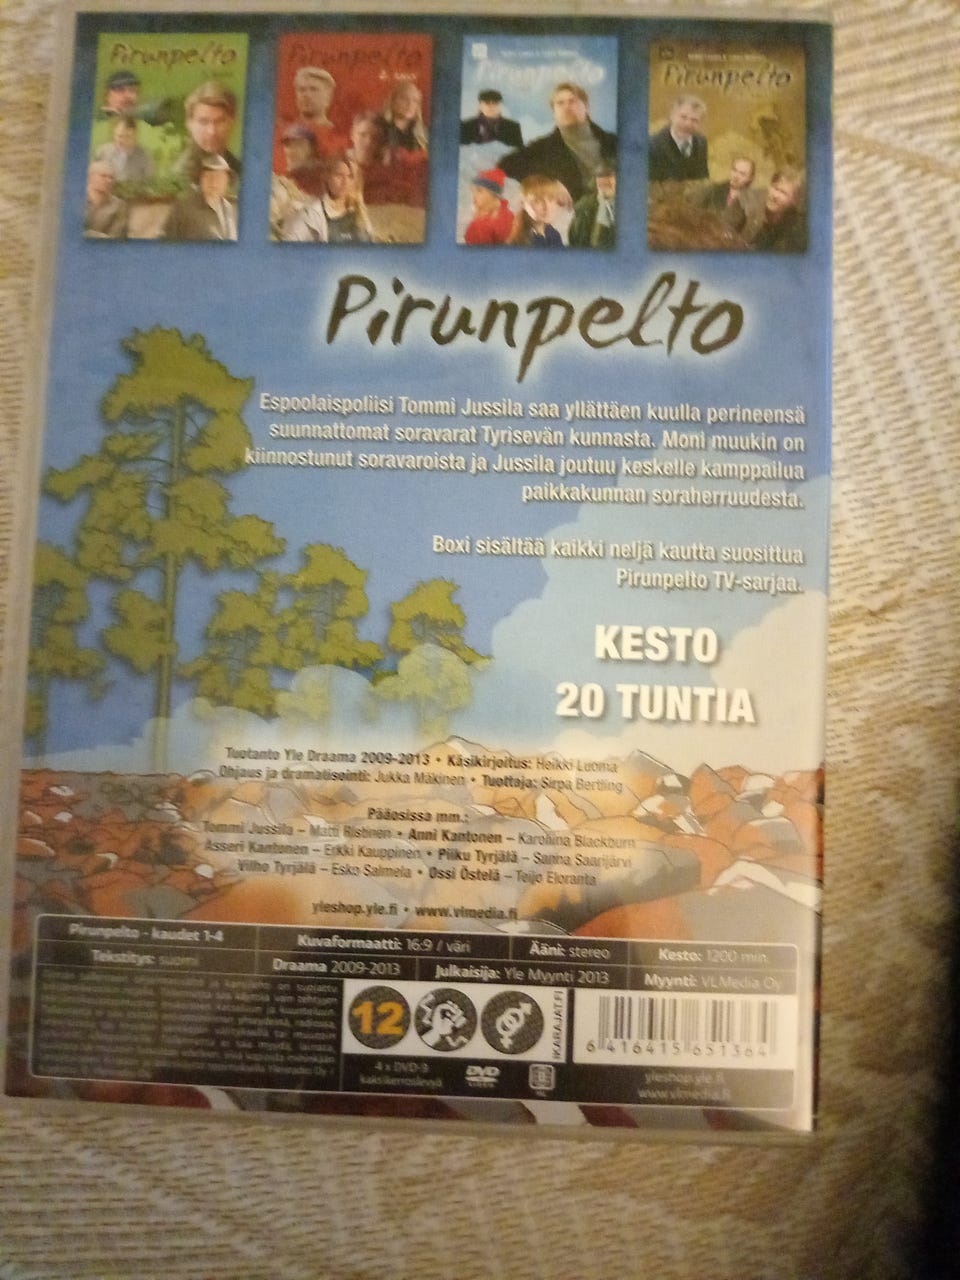 Pirunpelto
Pirunpelto
2. kausi
Pirunpelto
Pirunpelto
Pirunpelto
Espoolaispoliisi Tommi Jussila saa yllättäen kuulla perineensä
suunnattomat soravarat Tyrisevän kunnasta. Moni muukin on
kiinnostunut soravaroista ja Jussila joutuu keskelle kamppailua
paikkakunnan soraherruudesta.
Boxi sisältää kaikki neljä kautta suosittua
Pirunpelto TV-sarjaa.
KESTO
20 TUNTIA
Tuotanto Yle Draama 2009-2013 • Käsikirjoitus: Heikki Luoma
Ohjaus ja dramatisointi: Jukka Mäkinen • Tuottaja: Sirpa Bertling
Pääosissa mm.:
Tommi Jussila – Matti Ristinen • Anni Kantonen – Karoliina Blackburn
Asseri Kantonen – Erkki Kauppinen • Piiku Tyrjälä – Sanna Saarijärvi
Vilho Tyrjälä – Esko Salmela • Ossi Östelä – Teijo Eloranta
yleshop.yle.fi • www.vlmedia.fi
Pirunpelto - kaudet 1-4 Kuvaformaatti: 16:9 / väri Ääni: stereo Kesto: 1200 min.
Tekstitys: suomi Draama 2009-2013 Julkaisija: Yle Myynti 2013 Myynti: VLMedia Oy
12
IKARAJAT.FI
6 416415 651364
4 x DVD-9
kaksikerroslevyä
DVD
VIDEO
yleshop.yle.fi
www.vlmedia.fi